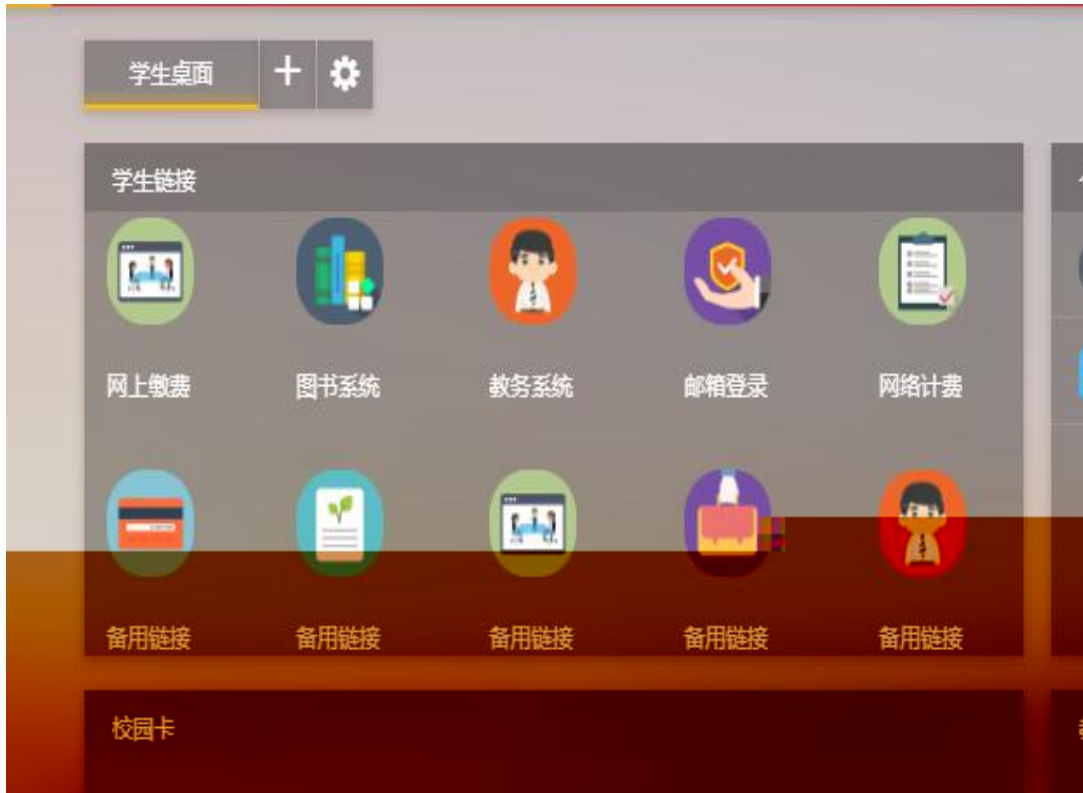 学生桌面
学生链接
网上缴费 图书系统 教务系统 邮箱登录 网络计费
备用链接 备用链接 备用链接 备用链接 备用链接
校园卡